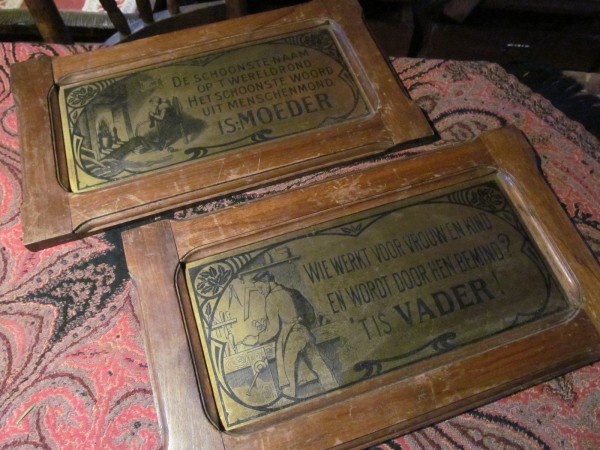 DE SCHOONSTE NAAM
OP 'T WERELDROND
HET SCHOONSTE WOORD
UIT MENSCHENMOND.
IS: MOEDER
WIE WERKT VOOR VROUW EN KIND
EN WORDT DOOR HEN BEMIND?
'T IS VADER!